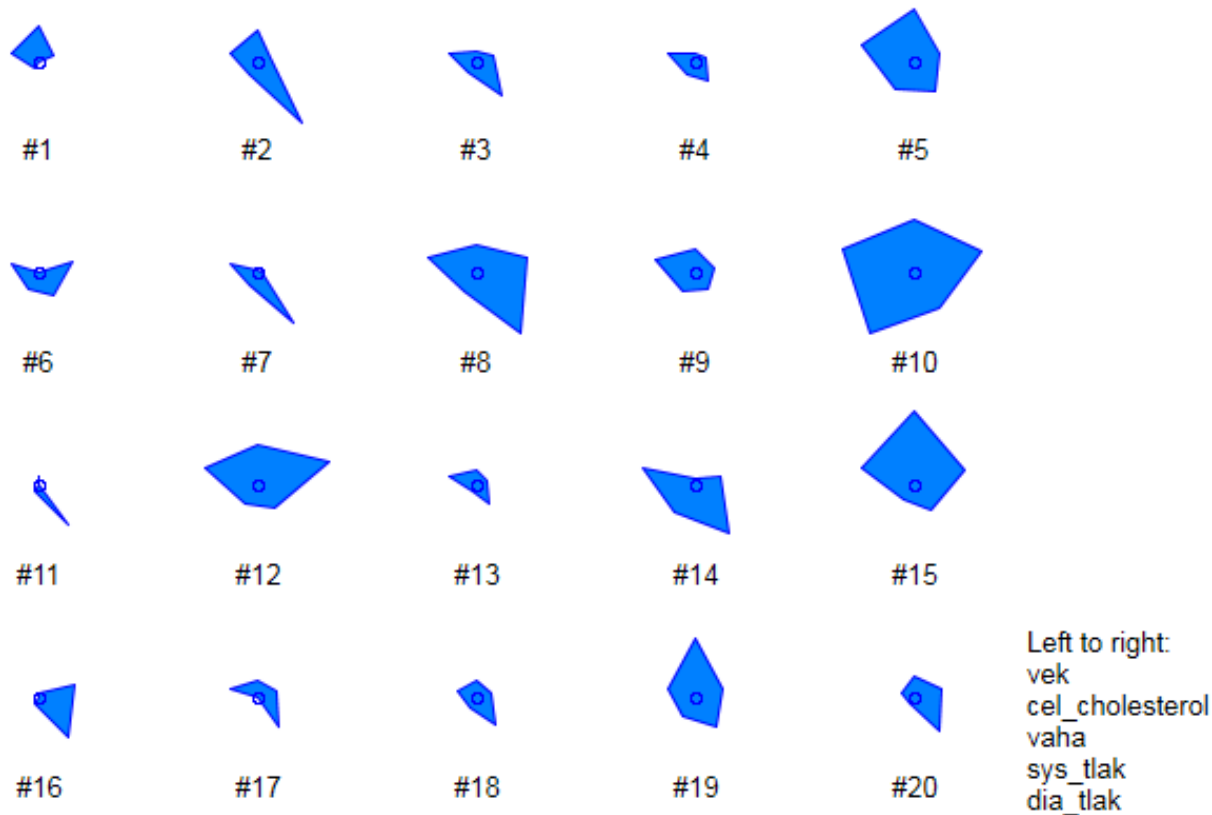 #1 #2 #3 #4 #5
#6 #7 #8 #9 #10
#11 #12 #13 #14 #15
#16 #17 #18 #19 #20
Left to right:
vek
cel_cholesterol
vaha
sys_tlak
dia_tlak